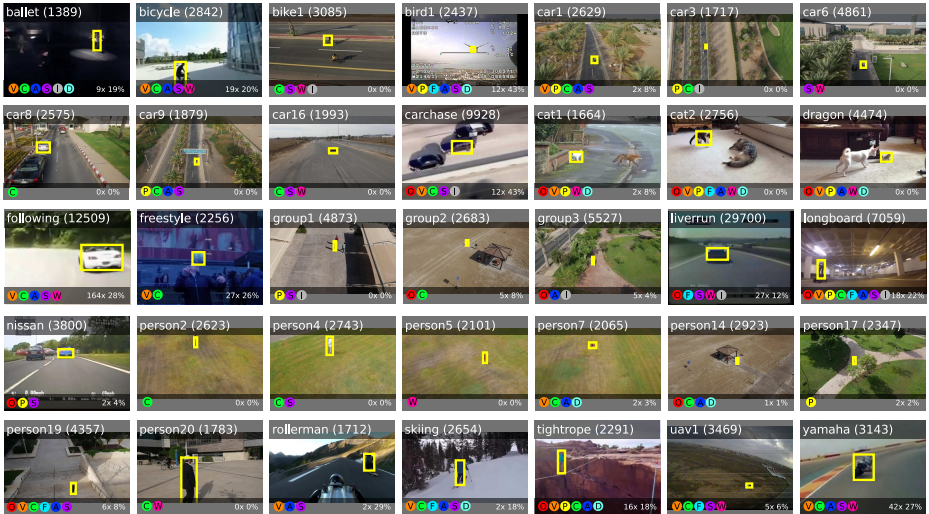 ballet (1389) bicycle (2842) bike1 (3085) bird1 (2437) car1 (2629) car3 (1717) car6 (4861)
V C A S I D 9x 19% V C A S W 19x 20% C S W I 0x 0% V P F A S D 12x 43% V P C A S 2x 8% P C I 0x 0% S W 0x 0%
car8 (2575) car9 (1879) car16 (1993) carchase (9928) cat1 (1664) cat2 (2756) dragon (4474)
C 0x 0% P C A S 0x 0% C S W 0x 0% O V C S I 12x 43% O V P W D 2x 8% O V P F A W D 0x 0% O V P A W D 0x 0%
following (12509) freestyle (2256) group1 (4873) group2 (2683) group3 (5527) liverrun (29700) longboard (7059)
V C A S W 164x 28% V C 27x 26% P S I 0x 0% O C 5x 8% O A I 5x 4% O F S W I 27x 12% O V P C F A S I 18x 22%
nissan (3800) person2 (2623) person4 (2743) person5 (2101) person7 (2065) person14 (2923) person17 (2347)
O P S 2x 4% C 0x 0% C S 0x 0% W 0x 0% V C A D 2x 3% O C A D 1x 1% P 2x 2%
person19 (4357) person20 (1783) rollerman (1712) skiing (2654) tightrope (2291) uav1 (3469) yamaha (3143)
O V C F A S 6x 8% C W 0x 0% V A S 2x 29% V C F A S D 2x 18% O V P C A D 16x 18% V F S W 5x 6% V C A S W 42x 27%